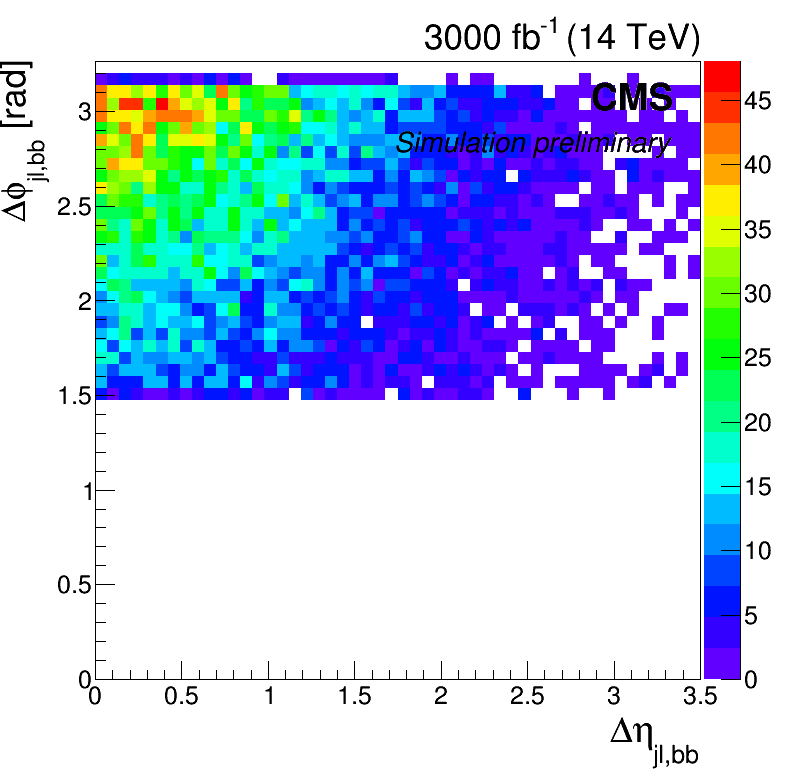 3000 fb⁻¹ (14 TeV)
CMS
Simulation preliminary
Δϕjl,bb [rad]
3
2.5
2
1.5
1
0.5
0
0 0.5 1 1.5 2 2.5 3 3.5
Δηjl,bb
45
40
35
30
25
20
15
10
5
0